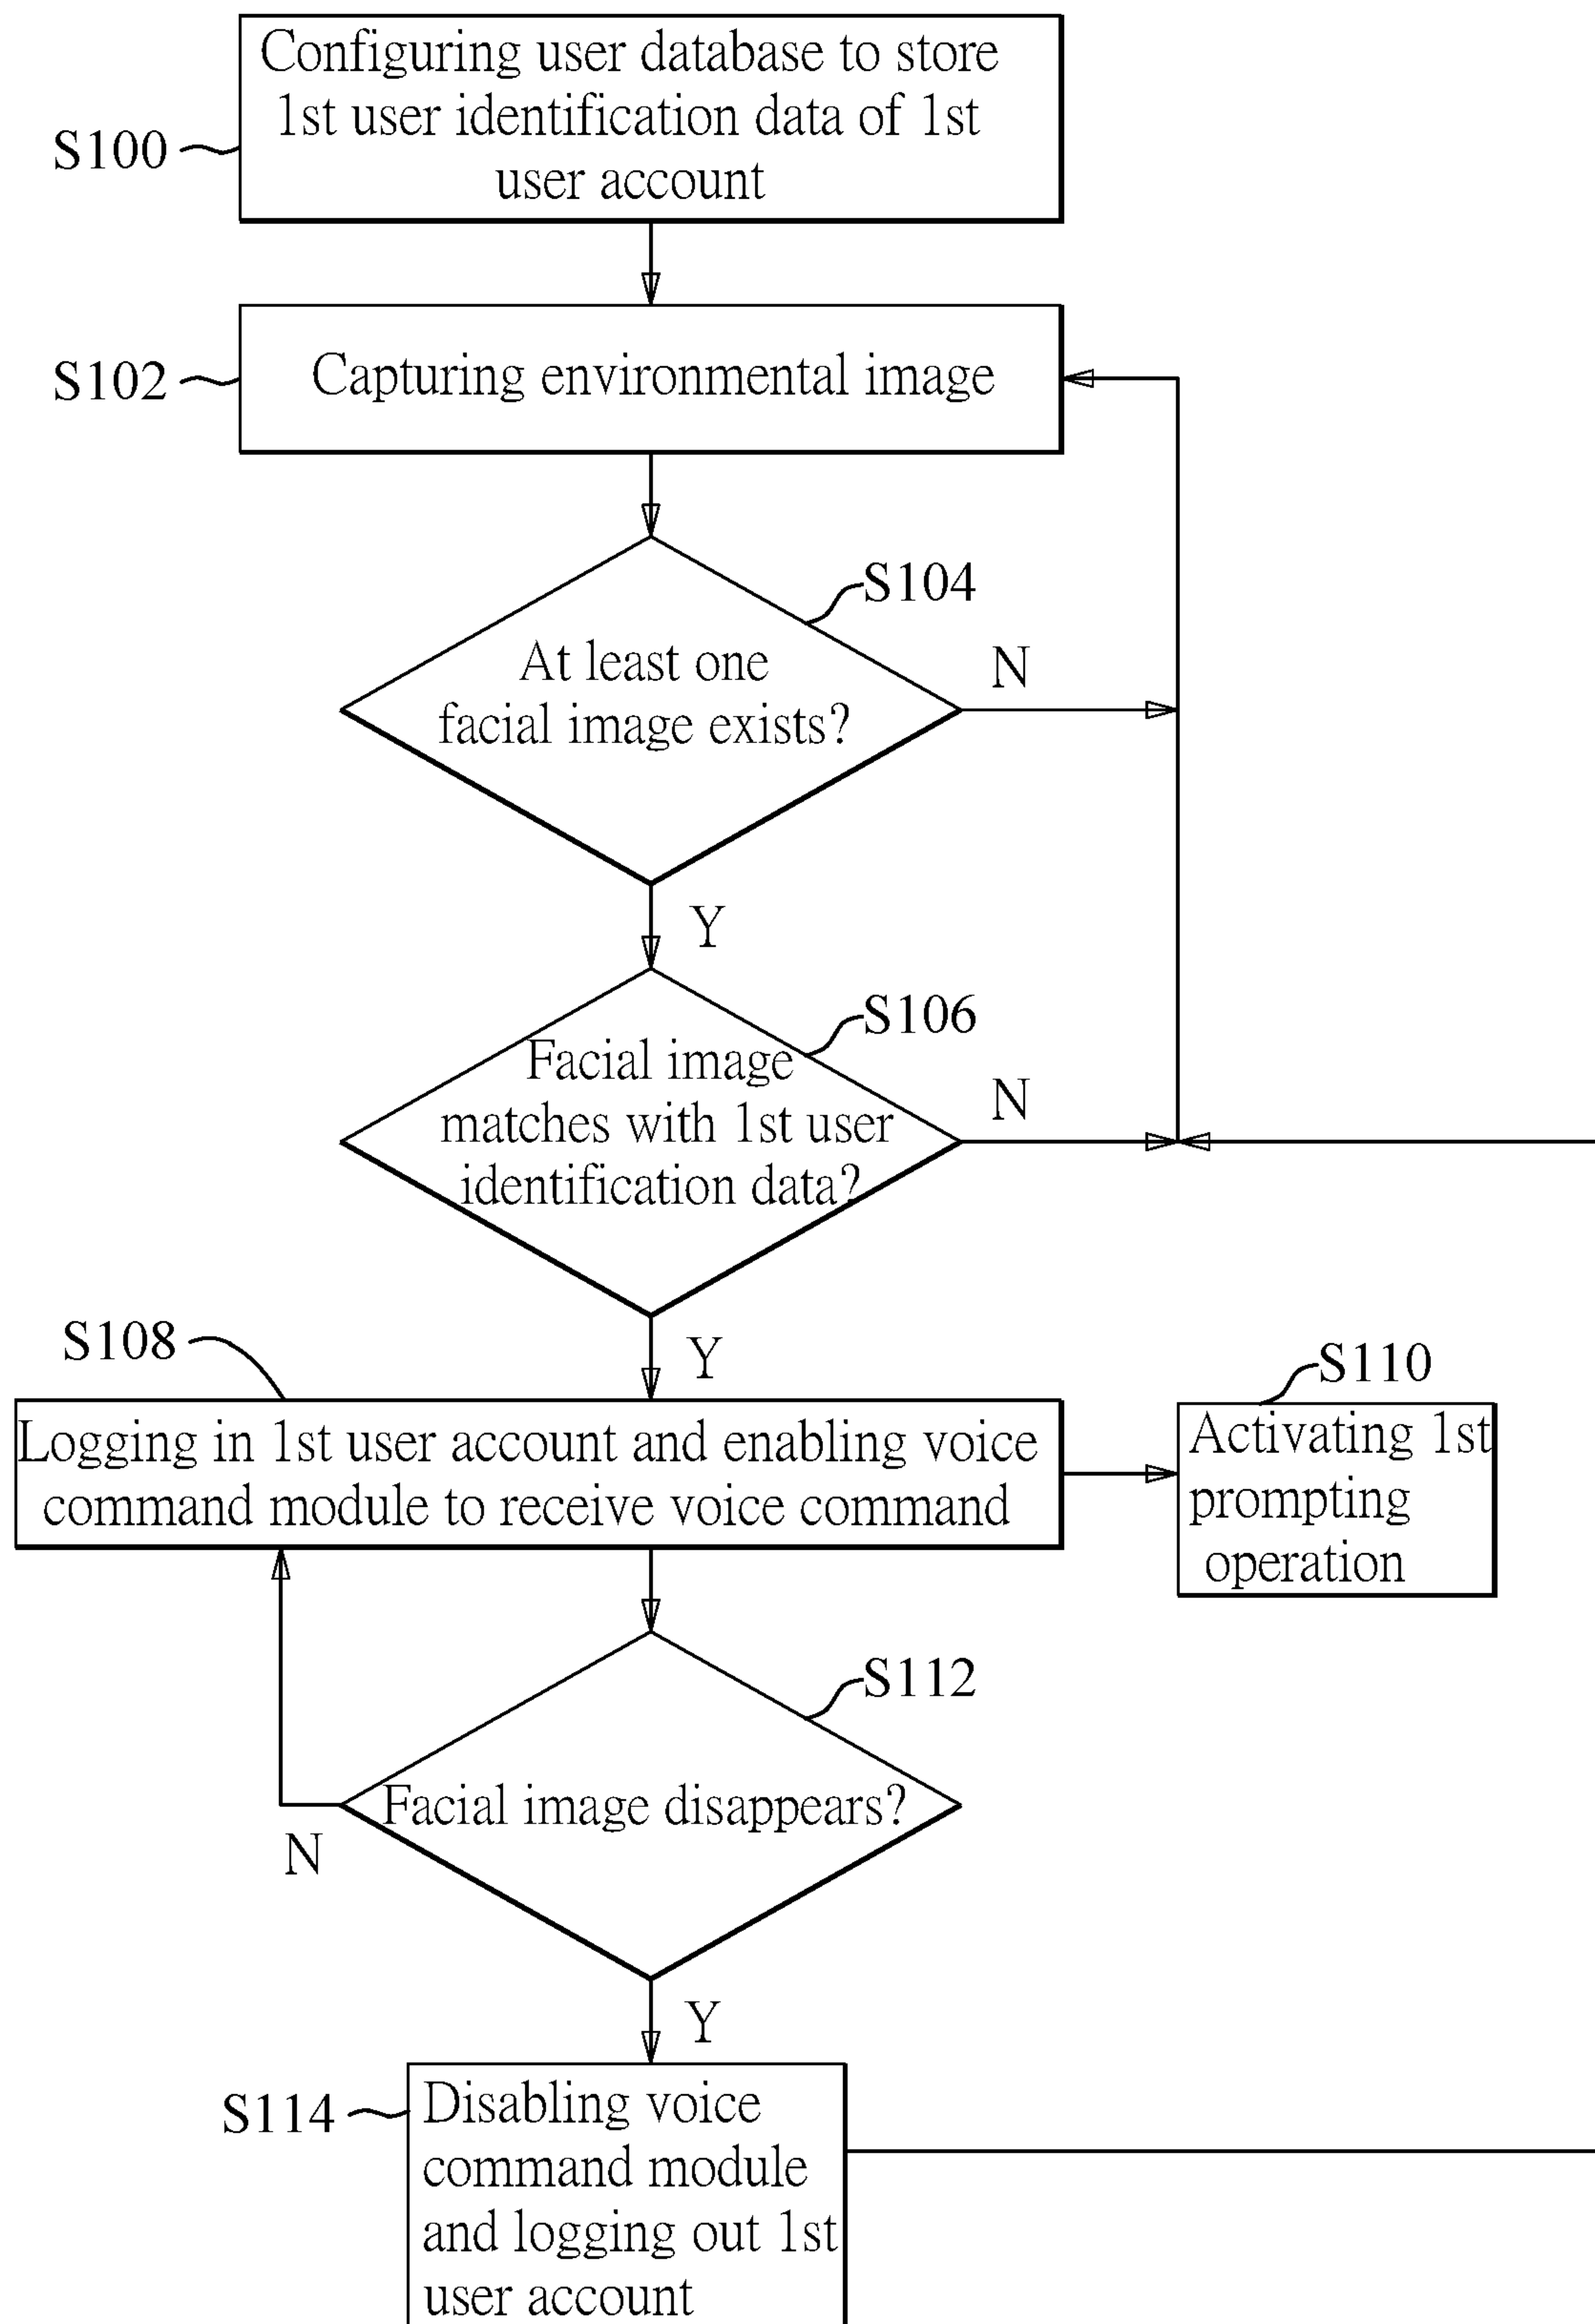 Configuring user database to store
1st user identification data of 1st
user account
S100
S102
Capturing environmental image
S104
At least one
facial image exists?
N
Y
S106
Facial image
matches with 1st user
identification data?
N
Y
S108
Logging in 1st user account and enabling voice
command module to receive voice command
S110
Activating 1st
prompting
operation
S112
Facial image disappears?
N
Y
S114
Disabling voice
command module
and logging out 1st
user account